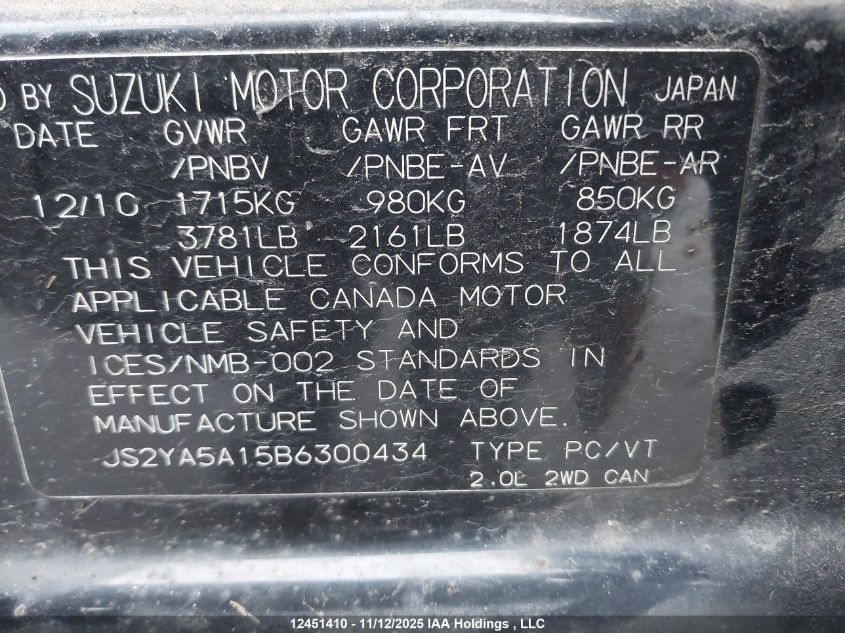 D BY SUZUKI MOTOR CORPORATION JAPAN
DATE GVWR GAWR FRT GAWR RR
/PNBV /PNBE-AV /PNBE-AR
12/10 1715KG 980KG 850KG
3781LB 2161LB 1874LB
THIS VEHICLE CONFORMS TO ALL
APPLICABLE CANADA MOTOR
VEHICLE SAFETY AND
ICES/NMB-002 STANDARDS IN
EFFECT ON THE DATE OF
MANUFACTURE SHOWN ABOVE.
JS2YA5A15B6300434 TYPE PC/VT
2.0L 2WD CAN
12451410 - 11/12/2025 IAA Holdings , LLC